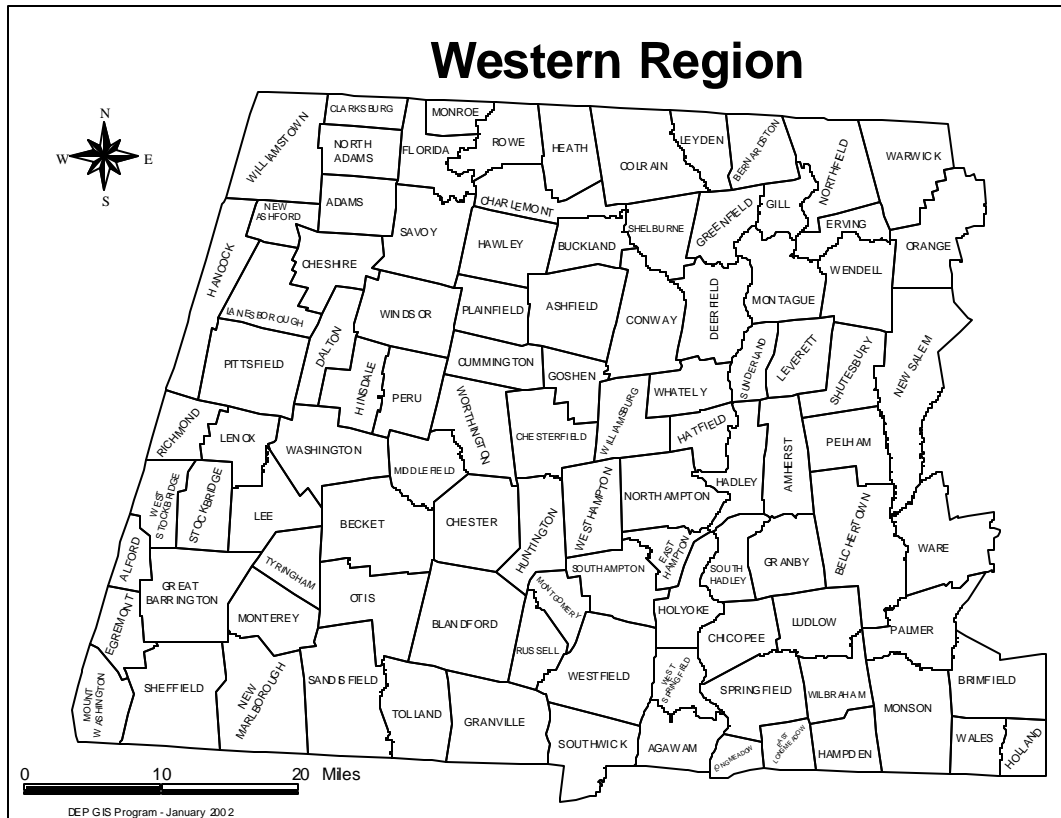 Western Region
N
W E
S
CLARKSBURG
MONROE
WILLIAMSTOWN
NORTH
ADAMS
FLORIDA
ROWE
HEATH
COLRAIN
LEYDEN
BERNARDSTON
NORTHFIELD
WARWICK
NEW
ASHFORD
ADAMS
SAVOY
CHARLEMONT
HAWLEY
BUCKLAND
SHELBURNE
GREENFIELD
GILL
ERVING
ORANGE
HANCOCK
CHESHIRE
LANESBOROUGH
WINDSOR
PLAINFIELD
ASHFIELD
CONWAY
DEERFIELD
MONTAGUE
WENDELL
PITTSFIELD
DALTON
HINSDALE
PERU
CUMMINGTON
GOSHEN
WHATELY
SUNDERLAND
LEVERETT
SHUTESBURY
NEW SALEM
RICHMOND
LENOX
WASHINGTON
MIDDLEFIELD
WORTHINGTON
CHESTERFIELD
WILLIAMSBURG
HATFIELD
HADLEY
AMHERST
PELHAM
WEST
STOCKBRIDGE
STOCKBRIDGE
LEE
BECKET
CHESTER
HUNTINGTON
WESTHAMPTON
NORTHAMPTON
BELCHERTOWN
WARE
ALFORD
GREAT
BARRINGTON
TYRINGHAM
OTIS
MONTGOMERY
SOUTHAMPTON
EAST
HAMPTON
SOUTH
HADLEY
GRANBY
EGREMONT
MONTEREY
BLANDFORD
RUSSELL
HOLYOKE
CHICOPEE
LUDLOW
PALMER
MOUNT
WASHINGTON
SHEFFIELD
NEW
MARLBOROUGH
SANDISFIELD
TOLLAND
GRANVILLE
WESTFIELD
WEST
SPRINGFIELD
SPRINGFIELD
WILBRAHAM
MONSON
BRIMFIELD
SOUTHWICK
AGAWAM
LONGMEADOW
EAST
LONGMEADOW
HAMPDEN
WALES
HOLLAND
0 10 20 Miles
DEP GIS Program - January 2002